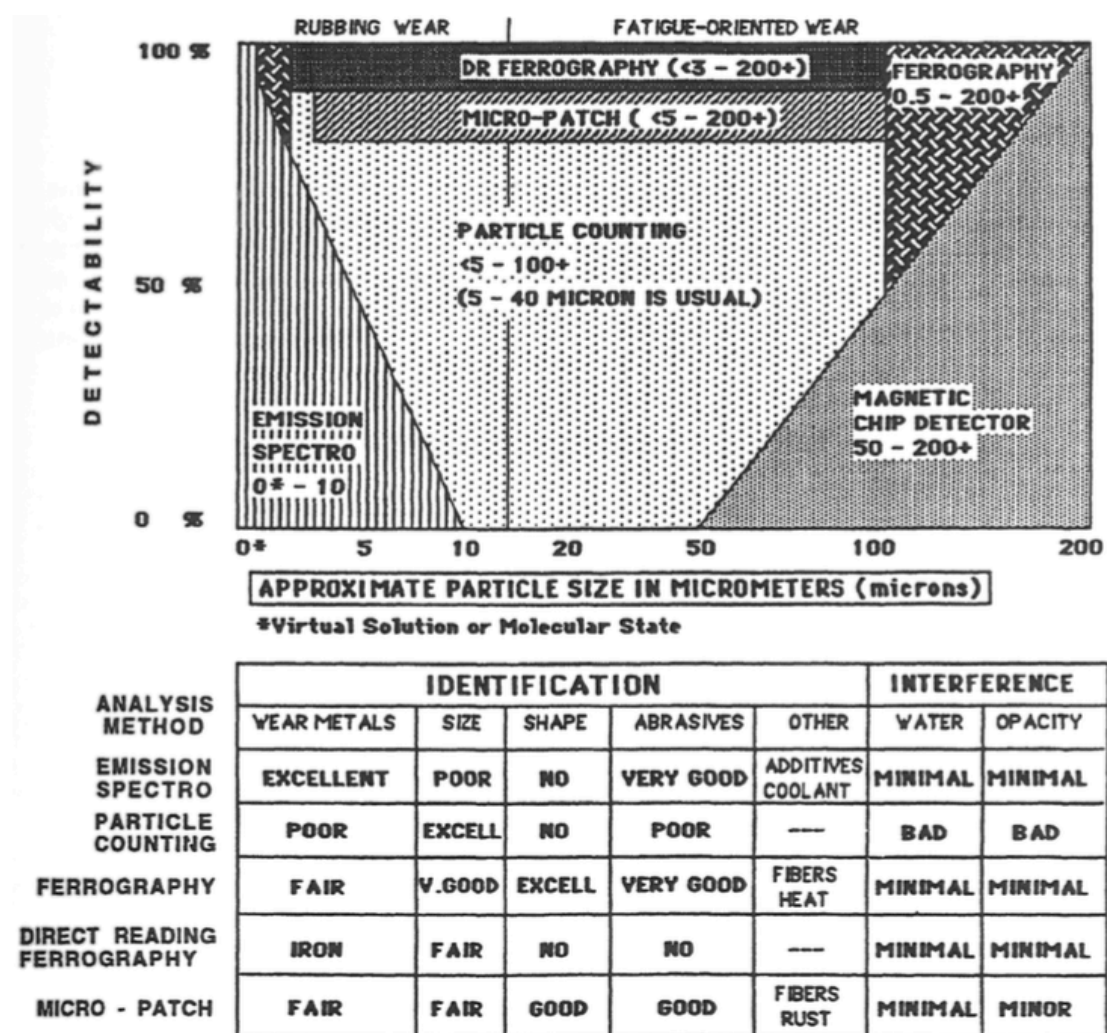 RUBBING WEAR FATIGUE-ORIENTED WEAR
100 %
DR FERROGRAPHY (<3 - 200+)
FERROGRAPHY
0.5 - 200+
MICRO-PATCH ( <5 - 200+)
DETECTABILITY
PARTICLE COUNTING
<5 - 100+
(5 - 40 MICRON IS USUAL)
50 %
MAGNETIC
CHIP DETECTOR
50 - 200+
EMISSION
SPECTRO
0* - 10
0 %
0* 5 10 20 50 100 200
APPROXIMATE PARTICLE SIZE IN MICROMETERS (microns)
*Virtual Solution or Molecular State
ANALYSIS
METHOD
IDENTIFICATION INTERFERENCE
WEAR METALS SIZE SHAPE ABRASIVES OTHER WATER OPACITY
EMISSION
SPECTRO
EXCELLENT POOR NO VERY GOOD
ADDITIVES
COOLANT
MINIMAL MINIMAL
PARTICLE
COUNTING
POOR EXCELL NO POOR --- BAD BAD
FERROGRAPHY FAIR V.GOOD EXCELL VERY GOOD
FIBERS
HEAT
MINIMAL MINIMAL
DIRECT READING
FERROGRAPHY
IRON FAIR NO NO --- MINIMAL MINIMAL
MICRO - PATCH FAIR FAIR GOOD GOOD
FIBERS
RUST
MINIMAL MINOR